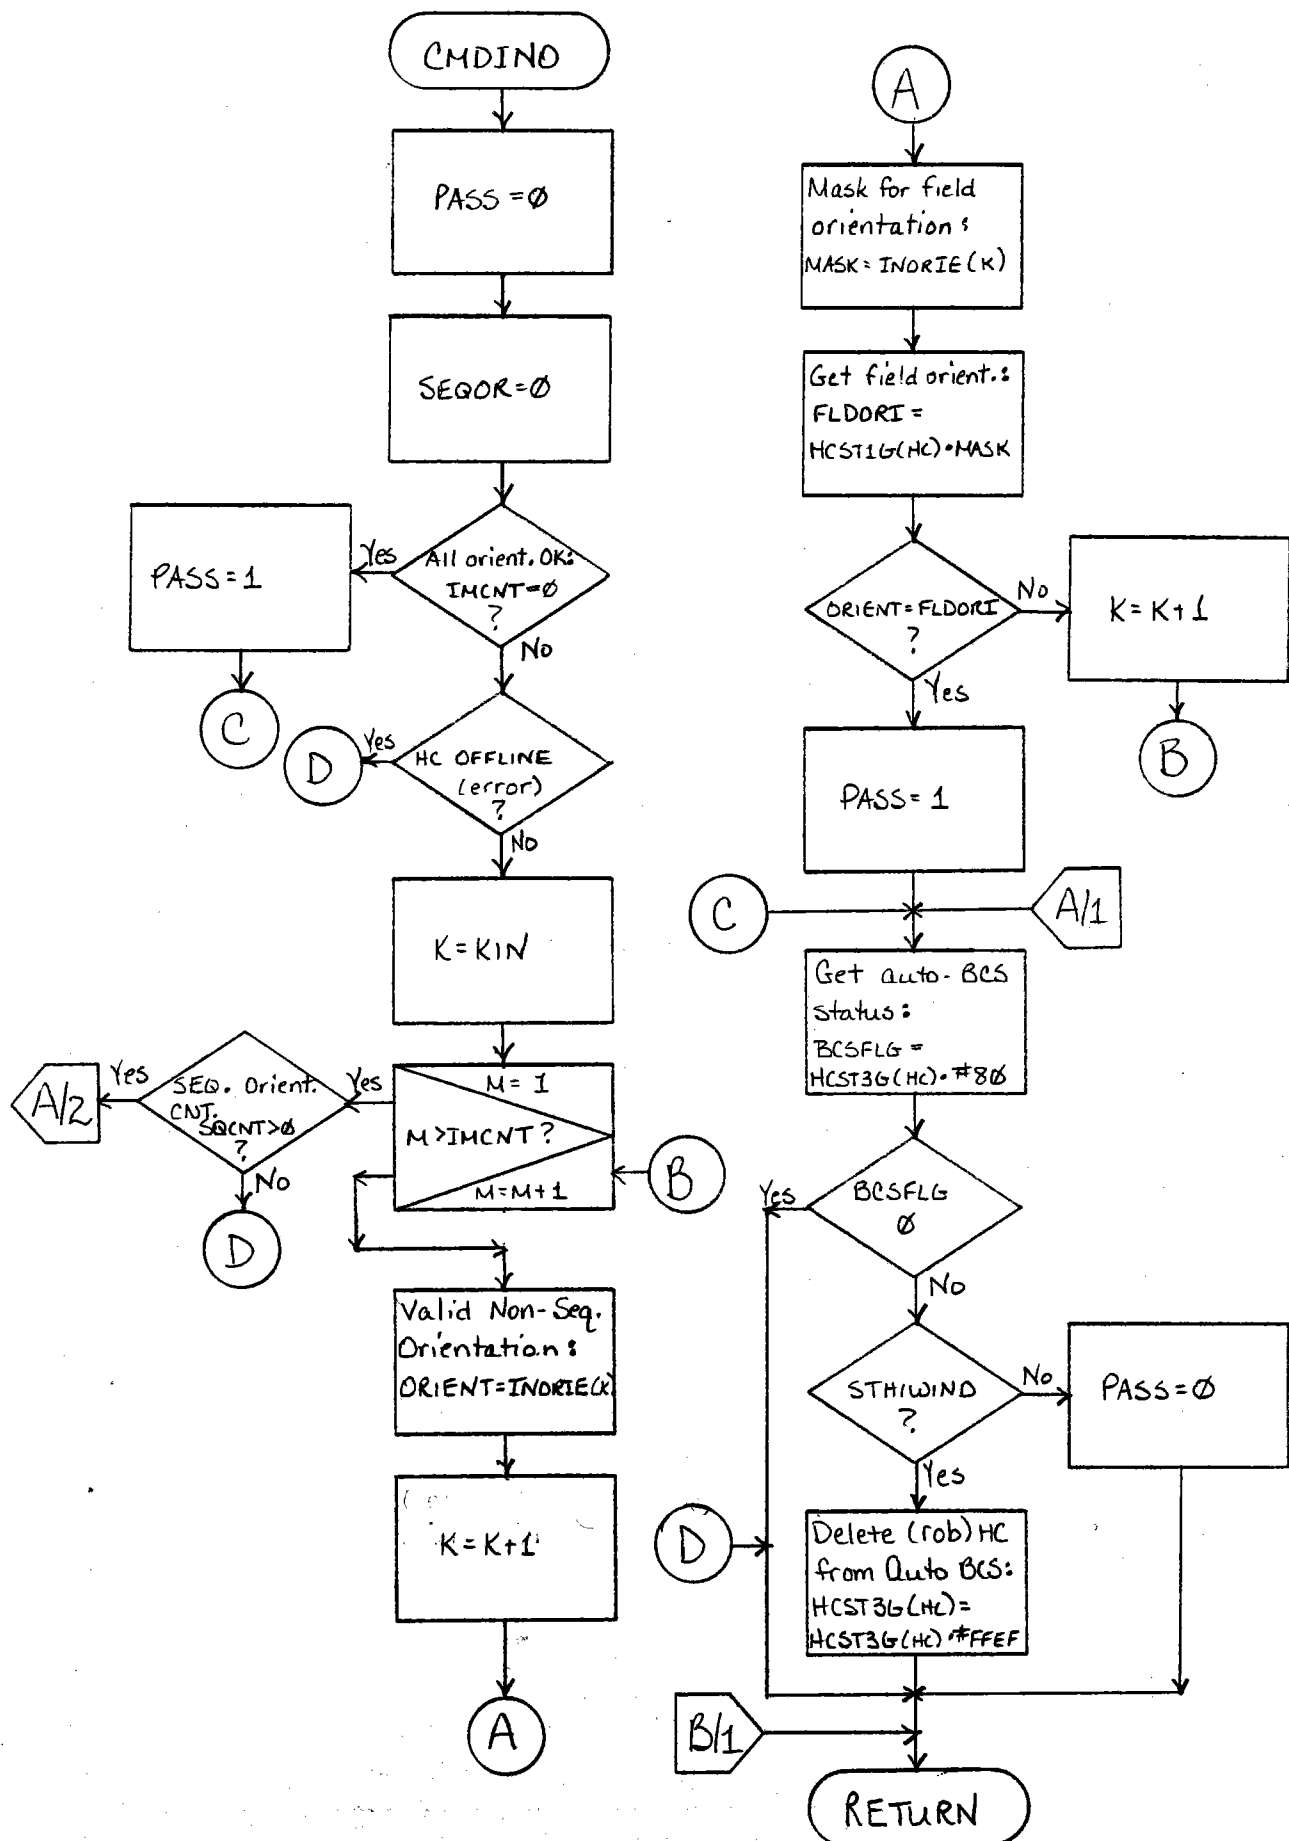 CMDIND
PASS=Ø
SEQOR=Ø
All orient. OK:
IMCNT=Ø
?
Yes
No
PASS=1
C
HC OFFLINE
(error)
?
Yes
No
D
K=KIN
M=1
M>IMCNT?
M=M+1
Yes
B
SEQ. Orient.
CNT.
SQCNT>Ø
?
Yes
No
A/2
D
Valid Non-Seq.
Orientation:
ORIENT=INORIE(K)
K=K+1
A
A
Mask for field
orientation:
MASK=INORIE(K)
Get field orient.:
FLDORI=
HCST1G(HC)•MASK
ORIENT=FLDORI
?
No
Yes
K=K+1
B
PASS=1
C
A/1
Get auto-BCS
status:
BCSFLG=
HCST3G(HC)•#8Ø
BCSFLG
Ø
Yes
No
STHIWIND
?
No
Yes
PASS=Ø
D
Delete (rob) HC
from Auto BCS:
HCST3G(HC)=
HCST3G(HC)•#FFEF
B/1
RETURN